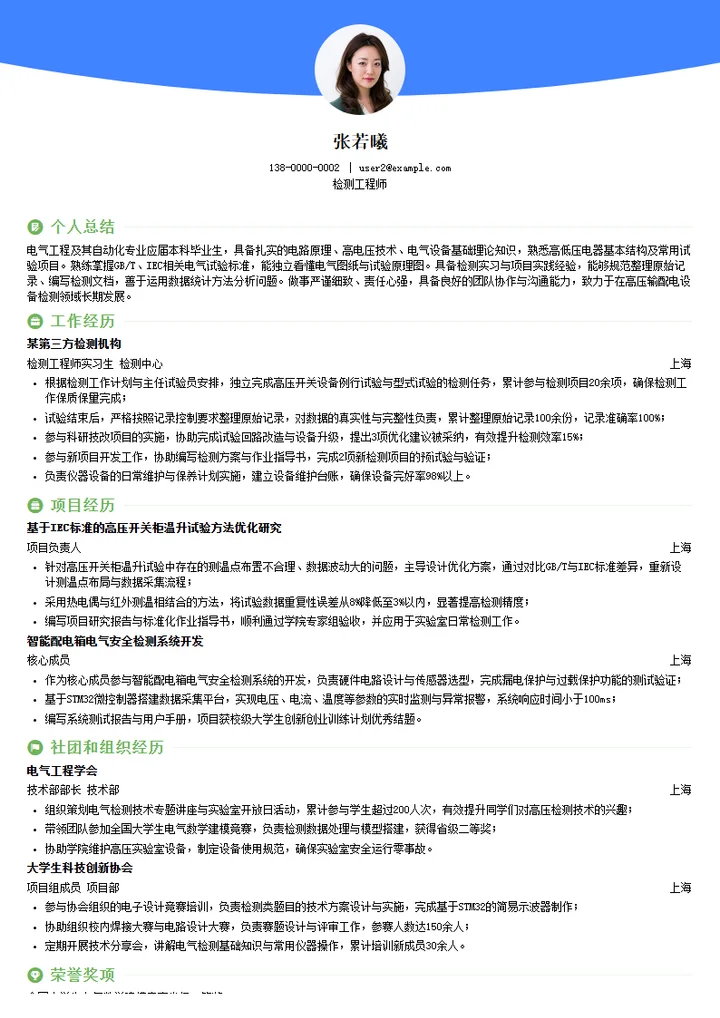 张若曦
138-0000-0002 | user2@example.com
检测工程师
个人总结
电气工程及其自动化专业应届本科毕业生，具备扎实的电路原理、高电压技术、电气设备基础理论知识，熟悉高低压电器基本结构及常用试
验项目。熟练掌握GB/T、IEC相关电气试验标准，能独立看懂电气图纸与试验原理图。具备检测实习与项目实践经验，能够规范整理原始记
录、编写检测文档，善于运用数据统计方法分析问题。做事严谨细致、责任心强，具备良好的团队协作与沟通能力，致力于在高压输配电设
备检测领域长期发展。
工作经历
某第三方检测机构
检测工程师实习生 检测中心 上海
• 根据检测工作计划与主任试验员安排，独立完成高压开关设备例行试验与型式试验的检测任务，累计参与检测项目20余项，确保检测工
作保质保量完成；
• 试验结束后，严格按照记录控制要求整理原始记录，对数据的真实性与完整性负责，累计整理原始记录100余份，记录准确率100%；
• 参与科研技改项目的实施，协助完成试验回路改造与设备升级，提出3项优化建议被采纳，有效提升检测效率15%；
• 参与新项目开发工作，协助编写检测方案与作业指导书，完成2项新检测项目的预试验与验证；
• 负责仪器设备的日常维护与保养计划实施，建立设备维护台账，确保设备完好率98%以上。
项目经历
基于IEC标准的高压开关柜温升试验方法优化研究
项目负责人 上海
• 针对高压开关柜温升试验中存在的测温点布置不合理、数据波动大的问题，主导设计优化方案，通过对比GB/T与IEC标准差异，重新设
计测温点布局与数据采集流程；
• 采用热电偶与红外测温相结合的方法，将试验数据重复性误差从8%降低至3%以内，显著提高检测精度；
• 编写项目研究报告与标准化作业指导书，顺利通过学院专家组验收，并应用于实验室日常检测工作。
智能配电箱电气安全检测系统开发
核心成员 上海
• 作为核心成员参与智能配电箱电气安全检测系统的开发，负责硬件电路设计与传感器选型，完成漏电保护与过载保护功能的测试验证；
• 基于STM32微控制器搭建数据采集平台，实现电压、电流、温度等参数的实时监测与异常报警，系统响应时间小于100ms；
• 编写系统测试报告与用户手册，项目获校级大学生创新创业训练计划优秀结题。
社团和组织经历
电气工程学会
技术部部长 技术部 上海
• 组织策划电气检测技术专题讲座与实验室开放日活动，累计参与学生超过200人次，有效提升同学们对高压检测技术的兴趣；
• 带领团队参加全国大学生电气数学建模竞赛，负责检测数据处理与模型搭建，获得省级二等奖；
• 协助学院维护高压实验室设备，制定设备使用规范，确保实验室安全运行零事故。
大学生科技创新协会
项目组成员 项目部 上海
• 参与协会组织的电子设计竞赛培训，负责检测类题目的技术方案设计与实施，完成基于STM32的简易示波器制作；
• 协助组织校内焊接大赛与电路设计大赛，负责赛题设计与评审工作，参赛人数达150余人；
• 定期开展技术分享会，讲解电气检测基础知识与常用仪器操作，累计培训新成员30余人。
荣誉奖项